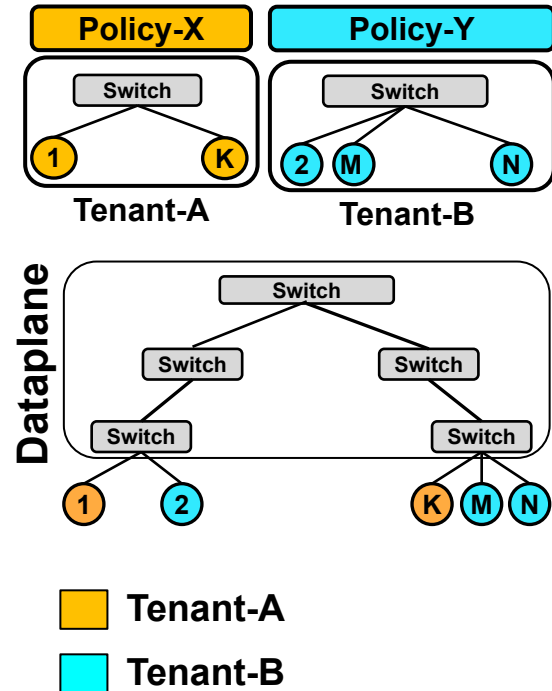 Policy-X
Policy-Y
Switch
Switch
1
K
2
M
N
Tenant-A
Tenant-B
Dataplane
Switch
Switch
Switch
Switch
Switch
1
2
K
M
N
Tenant-A
Tenant-B